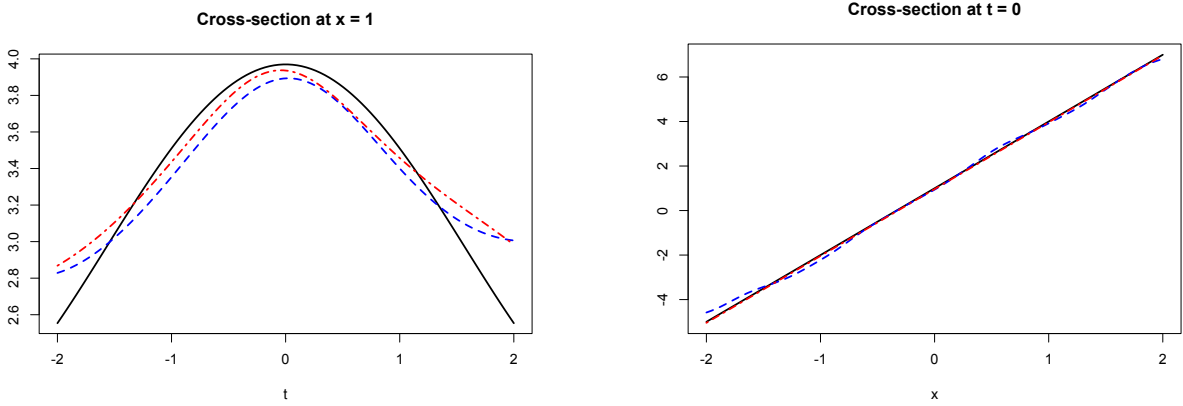 Cross-section at x = 1
4.0
3.8
3.6
3.4
3.2
3.0
2.8
2.6
-2 -1 0 1 2
t
Cross-section at t = 0
6
4
2
0
-2
-4
-2 -1 0 1 2
x